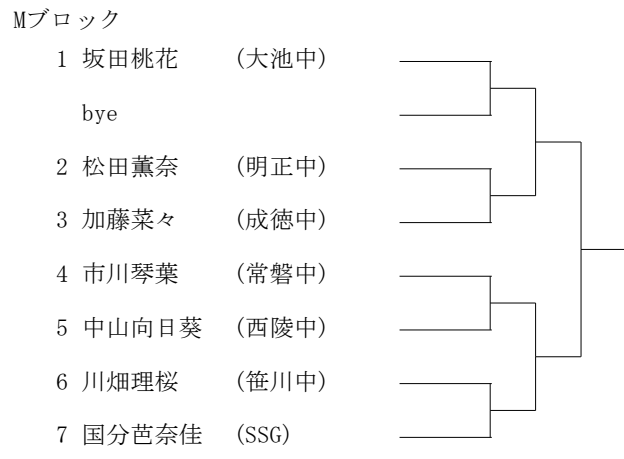 Mブロック
1 坂田桃花 (大池中)
bye
2 松田薫奈 (明正中)
3 加藤菜々 (成徳中)
4 市川琴葉 (常磐中)
5 中山向日葵 (西陵中)
6 川畑理桜 (笹川中)
7 国分芭奈佳 (SSG)